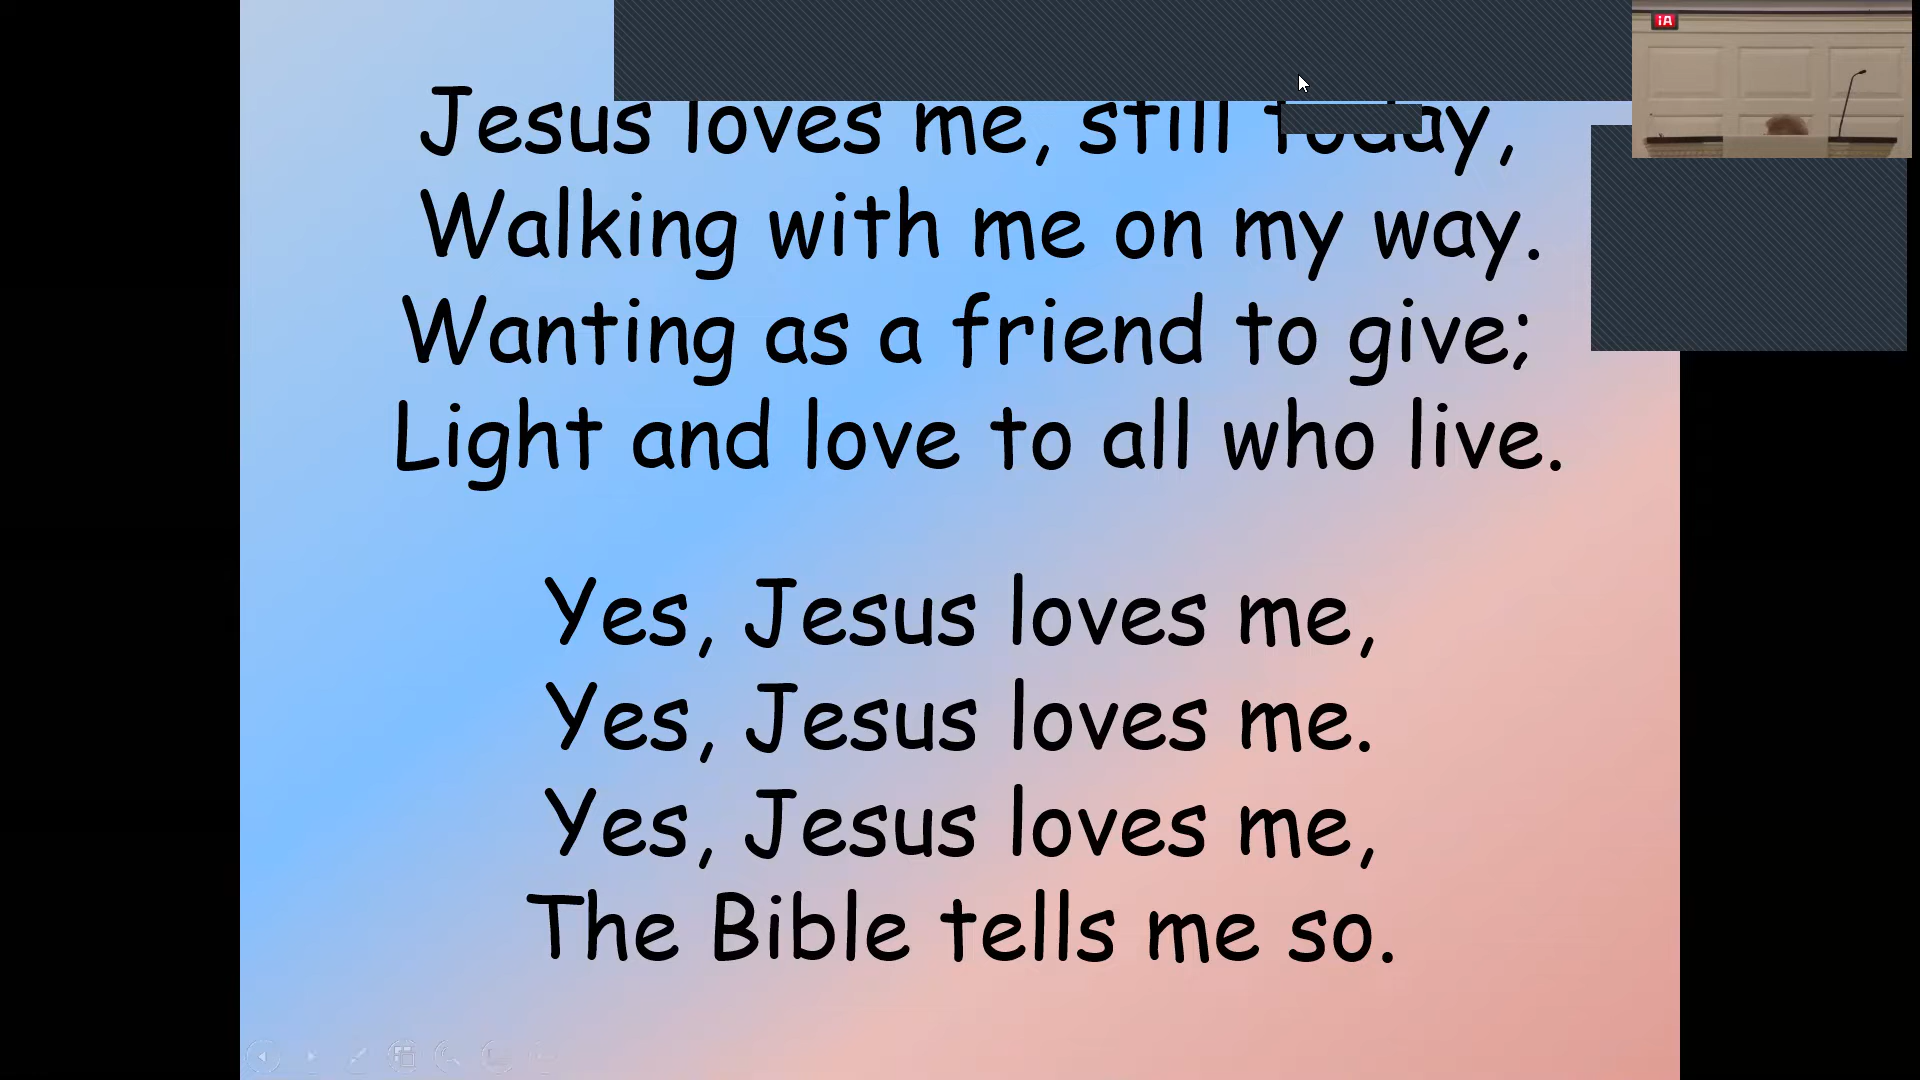 iA
Jesus loves me, still today,
Walking with me on my way.
Wanting as a friend to give;
Light and love to all who live.
Yes, Jesus loves me,
Yes, Jesus loves me.
Yes, Jesus loves me,
The Bible tells me so.